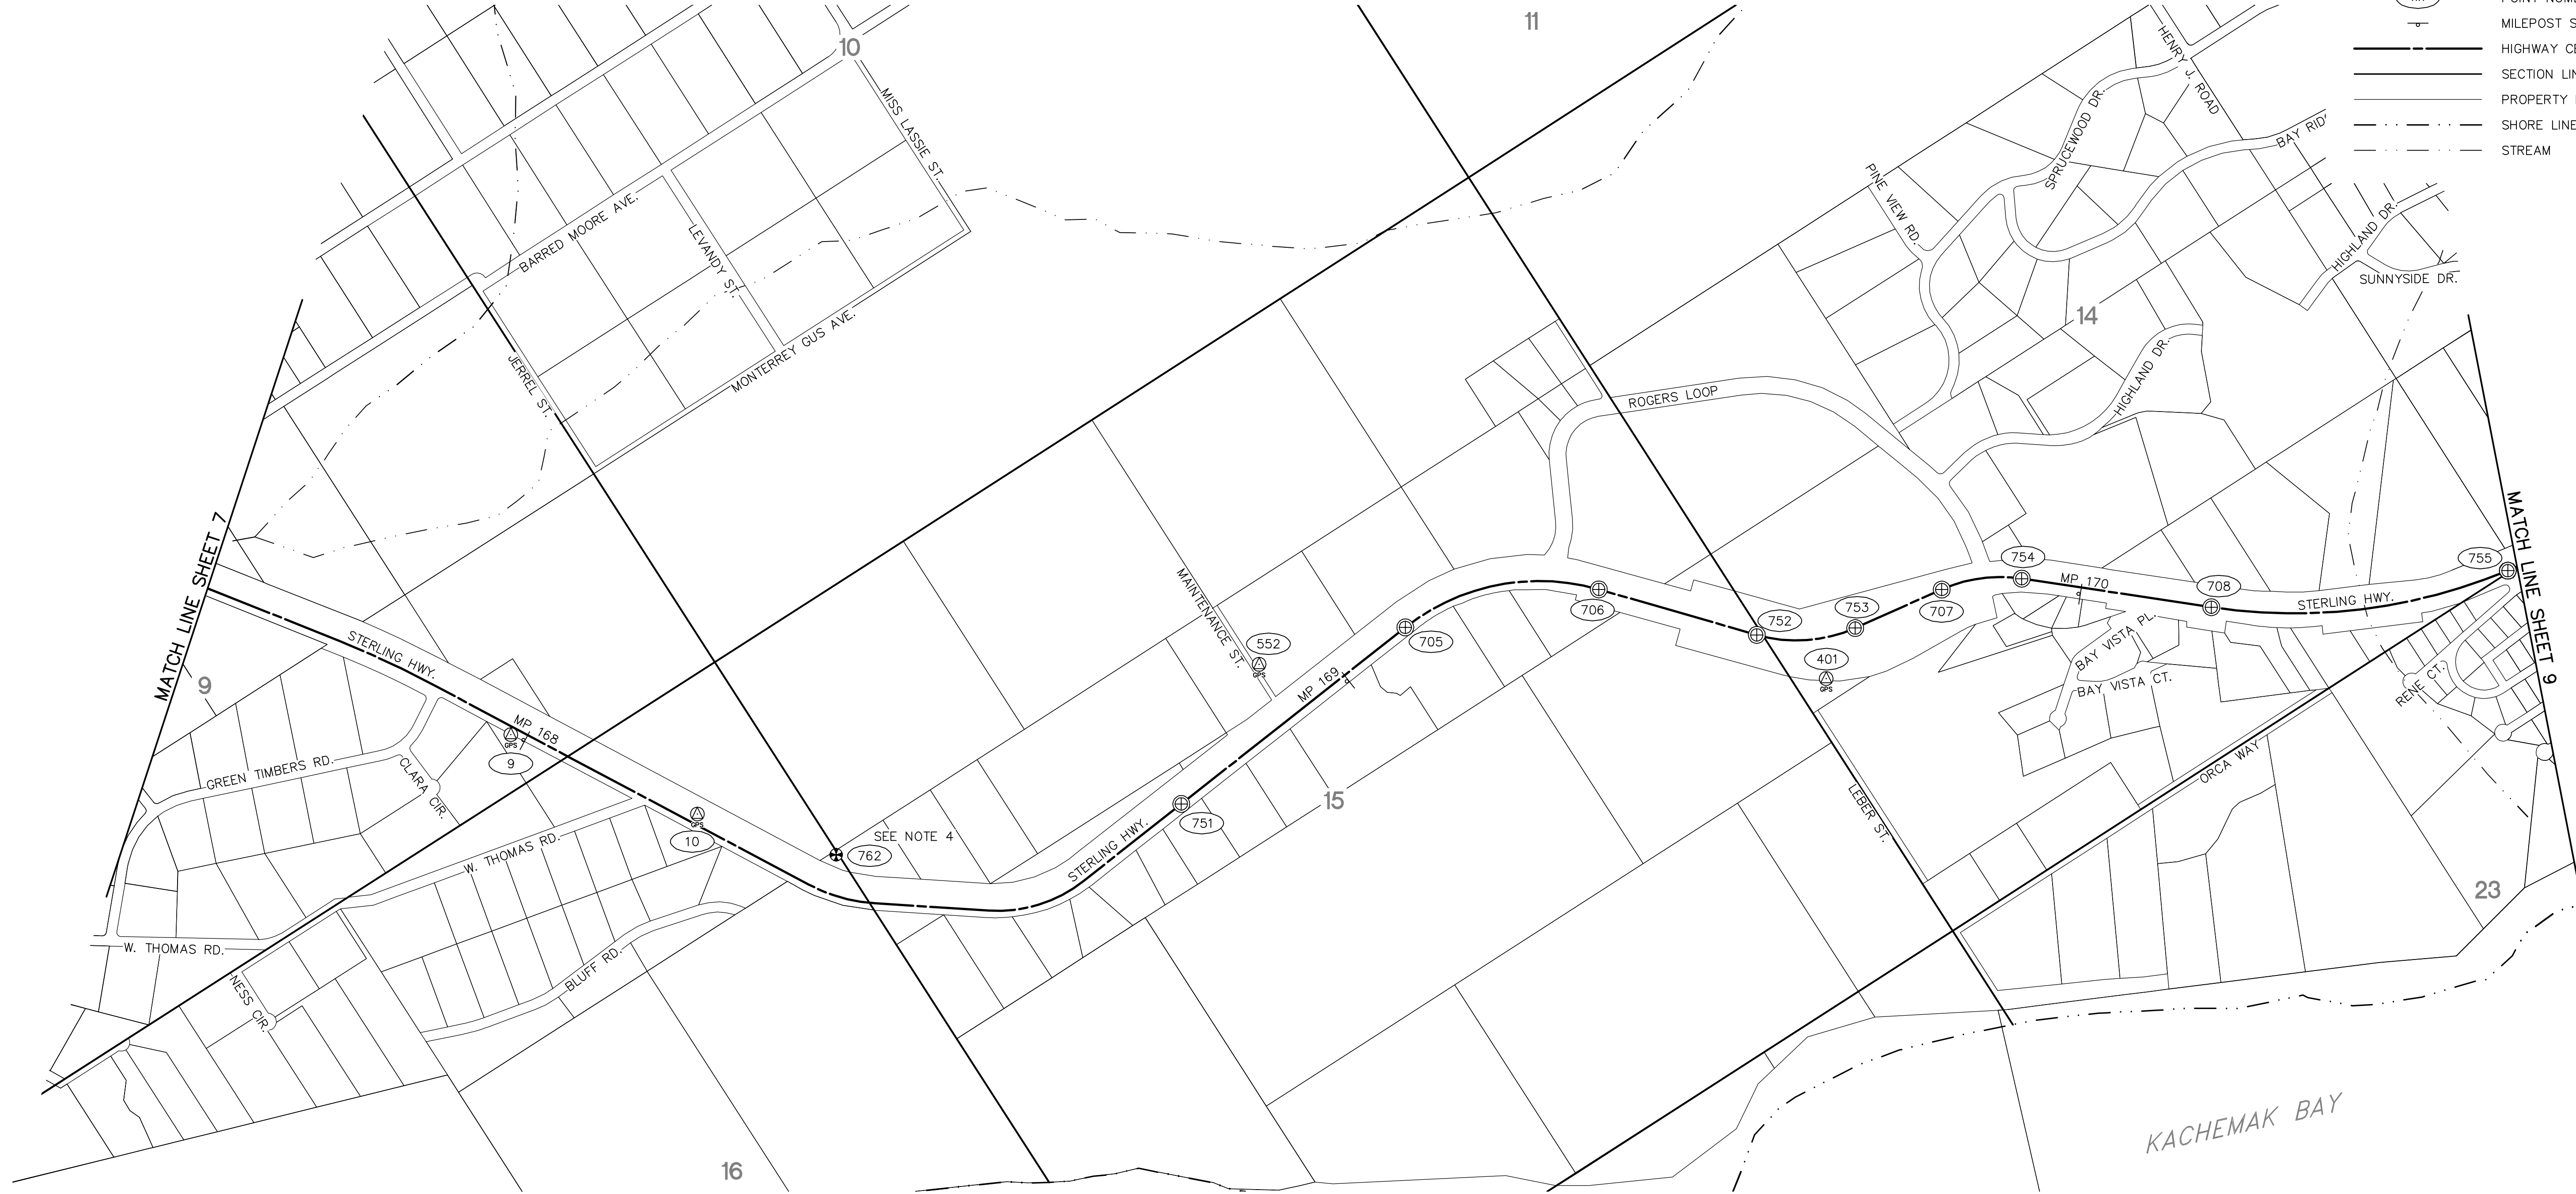 10
11
MILEPOST
SECTION
PROPERTY
SHORE LINE
STREAM
HIGHWAY
HENRY J. ROAD
SPRUCEWOOD DR.
PINE VIEW RD.
HIGHLAND DR.
SUNNYSIDE DR.
MISS LASSIE ST.
BARRED MOORE AVE.
LEVANDY ST.
MONTERREY GUS AVE.
JERREL ST.
14
HIGHLAND DR.
ROGERS LOOP
MATCH LINE SHEET 7
MATCH LINE SHEET 9
STERLING HWY.
9
MP 168
GPS
9
GREEN TIMBERS RD.
CLARA CIR.
GPS
10
W. THOMAS RD.
W. THOMAS RD.
NESS CIR.
BLUFF RD.
SEE NOTE 4
762
MAINTENANCE ST.
552
GPS
MP 169
705
751
STERLING HWY.
15
706
752
753
707
754
MP 170
708
STERLING HWY.
755
401
GPS
BAY VISTA PL.
BAY VISTA CT.
RENE CT.
ORCA WAY
LEBER ST.
23
16
KACHEMAK BAY